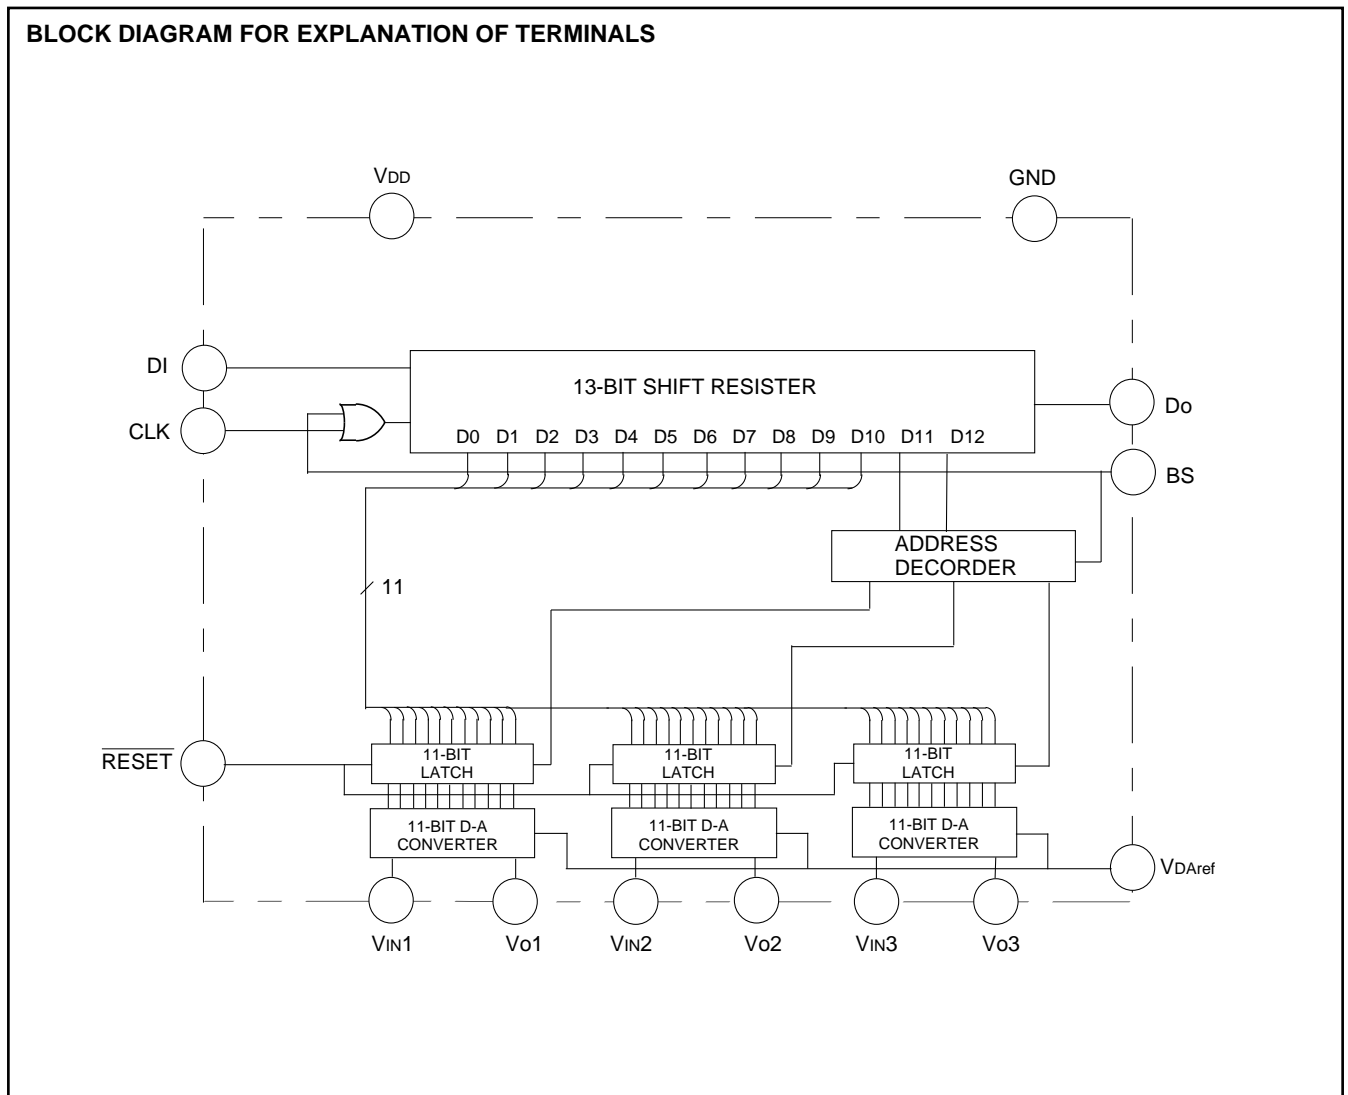 BLOCK DIAGRAM FOR EXPLANATION OF TERMINALS
VDD
GND
DI
13-BIT SHIFT RESISTER
Do
CLK
D0 D1 D2 D3 D4 D5 D6 D7 D8 D9 D10 D11 D12
BS
ADDRESS
DECORDER
11
RESET
11-BIT
LATCH
11-BIT
LATCH
11-BIT
LATCH
11-BIT D-A
CONVERTER
11-BIT D-A
CONVERTER
11-BIT D-A
CONVERTER
VDAref
VIN1
Vo1
VIN2
Vo2
VIN3
Vo3